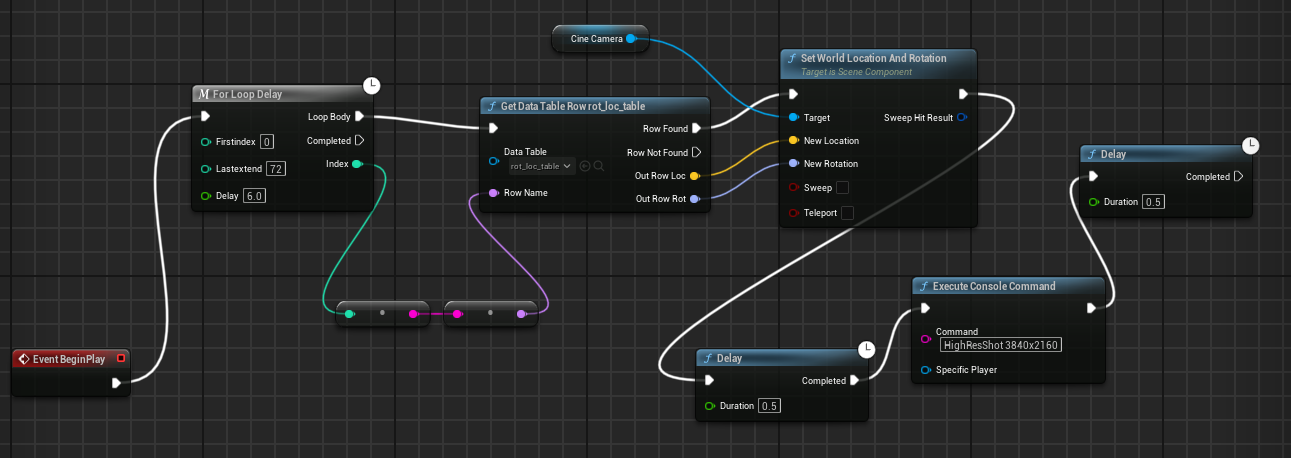 Cine Camera
Set World Location And Rotation
Target is Scene Component
Target
Sweep Hit Result
New Location
New Rotation
Sweep
Teleport
M For Loop Delay
Loop Body
Firstindex 0
Completed
Lastextend 72
Index
Delay 6.0
f Get Data Table Row rot_loc_table
Row Found
Data Table
rot_loc_table
Row Not Found
Out Row Loc
Row Name
Out Row Rot
f Delay
Completed
Duration 0.5
f Execute Console Command
Command
HighResShot 3840x2160
Specific Player
Event BeginPlay
f Delay
Completed
Duration 0.5